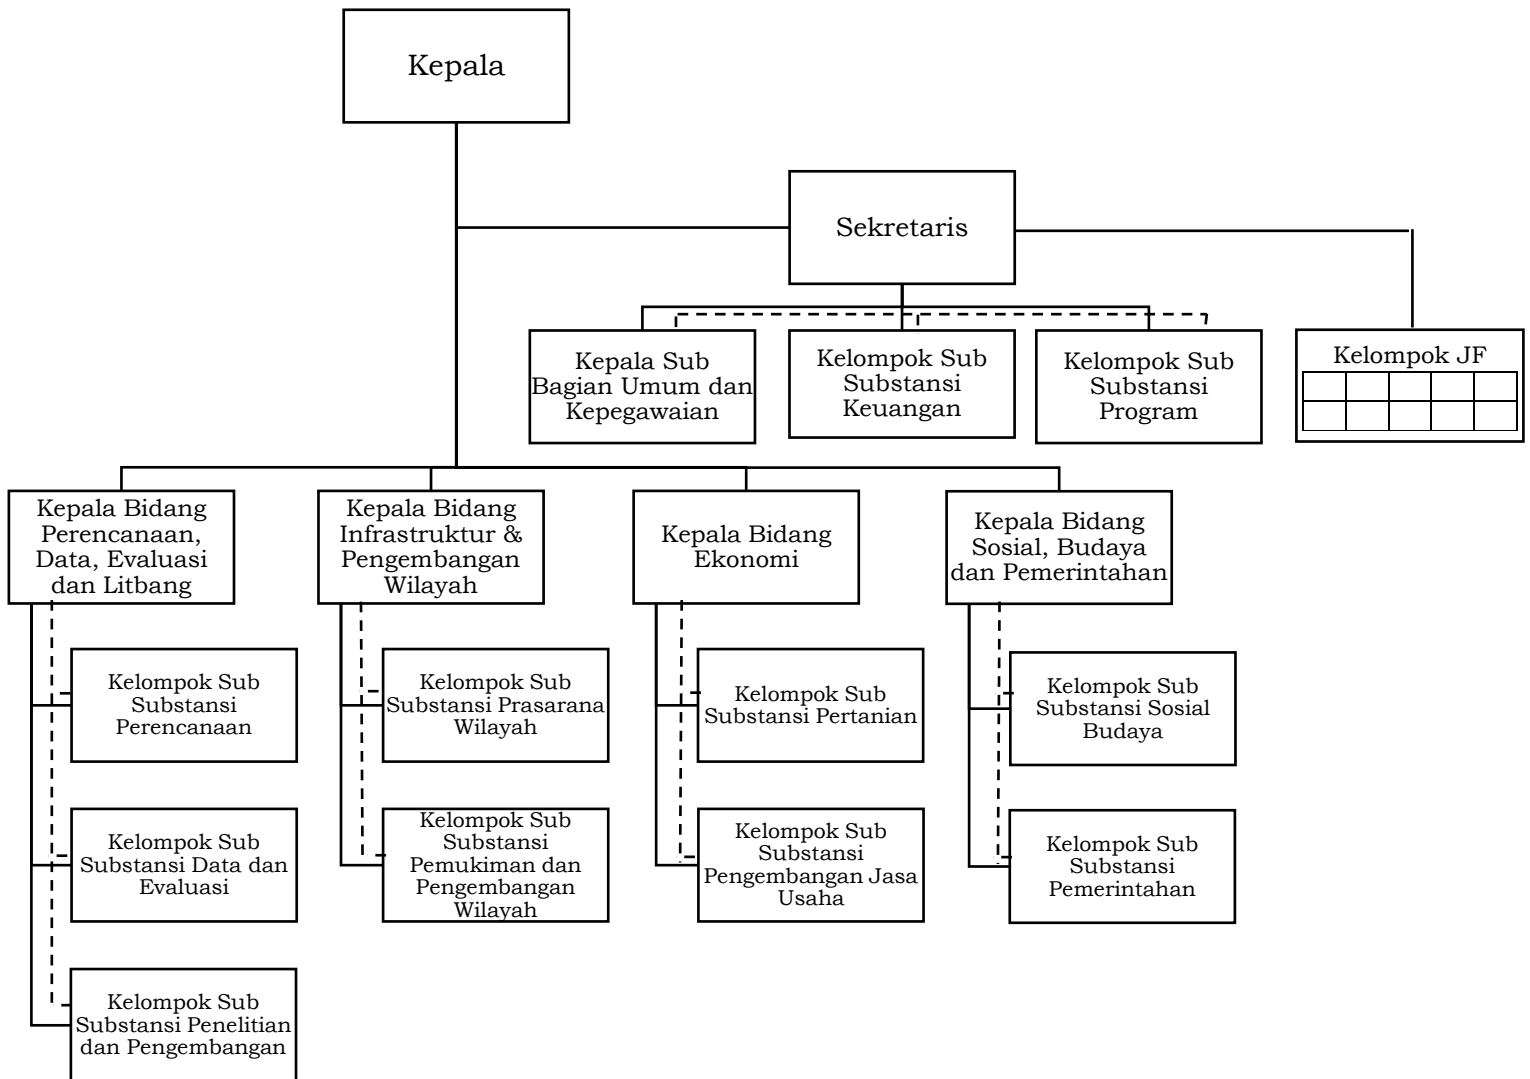 Kepala
Sekretaris
Kepala Sub
Bagian Umum dan
Kepegawaian
Kelompok Sub
Substansi
Keuangan
Kelompok Sub
Substansi
Program
Kelompok JF
Kepala Bidang
Perencanaan,
Data, Evaluasi
dan Litbang
Kepala Bidang
Infrastruktur &
Pengembangan
Wilayah
Kepala Bidang
Ekonomi
Kepala Bidang
Sosial, Budaya
dan Pemerintahan
Kelompok Sub
Substansi
Perencanaan
Kelompok Sub
Substansi Prasarana
Wilayah
Kelompok Sub
Substansi Pertanian
Kelompok Sub
Substansi Sosial
Budaya
Kelompok Sub
Substansi Data dan
Evaluasi
Kelompok Sub
Substansi
Pemukiman dan
Pengembangan
Wilayah
Kelompok Sub
Substansi
Pengembangan Jasa
Usaha
Kelompok Sub
Substansi
Pemerintahan
Kelompok Sub
Substansi Penelitian
dan Pengembangan